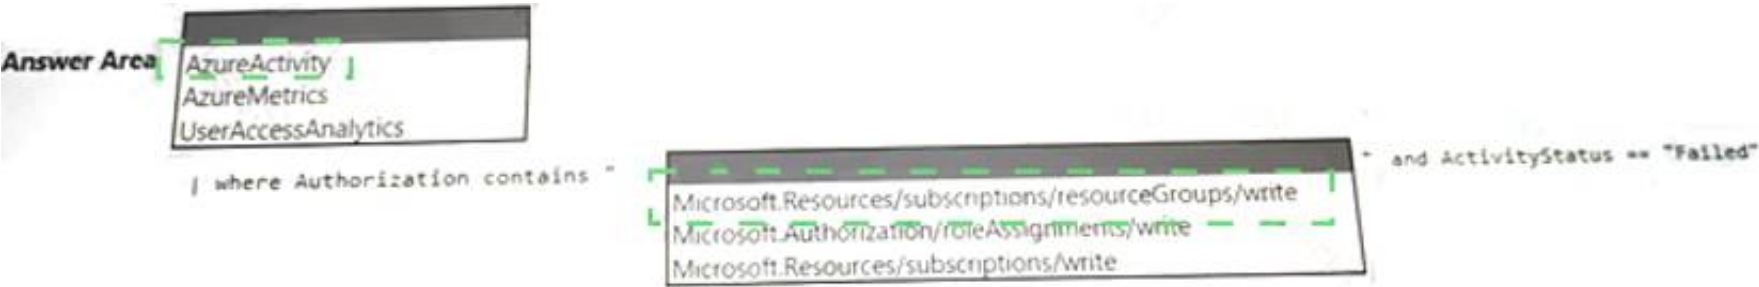 Answer Area
AzureActivity
AzureMetrics
UserAccessAnalytics
| where Authorization contains "
Microsoft.Resources/subscriptions/resourceGroups/write
Microsoft.Authorization/roleAssignments/write
Microsoft.Resources/subscriptions/write
" and ActivityStatus == "Failed"